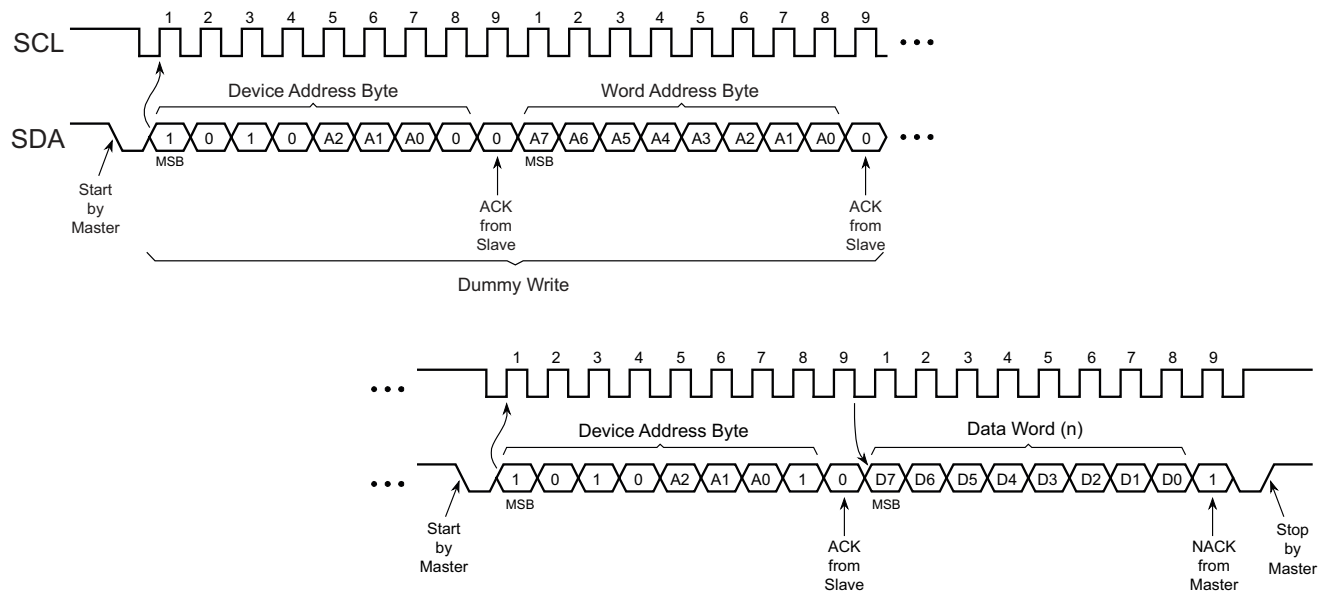 1 2 3 4 5 6 7 8 9 1 2 3 4 5 6 7 8 9
SCL
Device Address Byte Word Address Byte
SDA 1 0 1 0 A2 A1 A0 0 0 A7 A6 A5 A4 A3 A2 A1 A0 0
MSB MSB
Start
by
Master
ACK
from
Slave
ACK
from
Slave
Dummy Write
1 2 3 4 5 6 7 8 9 1 2 3 4 5 6 7 8 9
Device Address Byte Data Word (n)
1 0 1 0 A2 A1 A0 1 0 D7 D6 D5 D4 D3 D2 D1 D0 1
MSB MSB
Start
by
Master
ACK
from
Slave
NACK
from
Master
Stop
by
Master